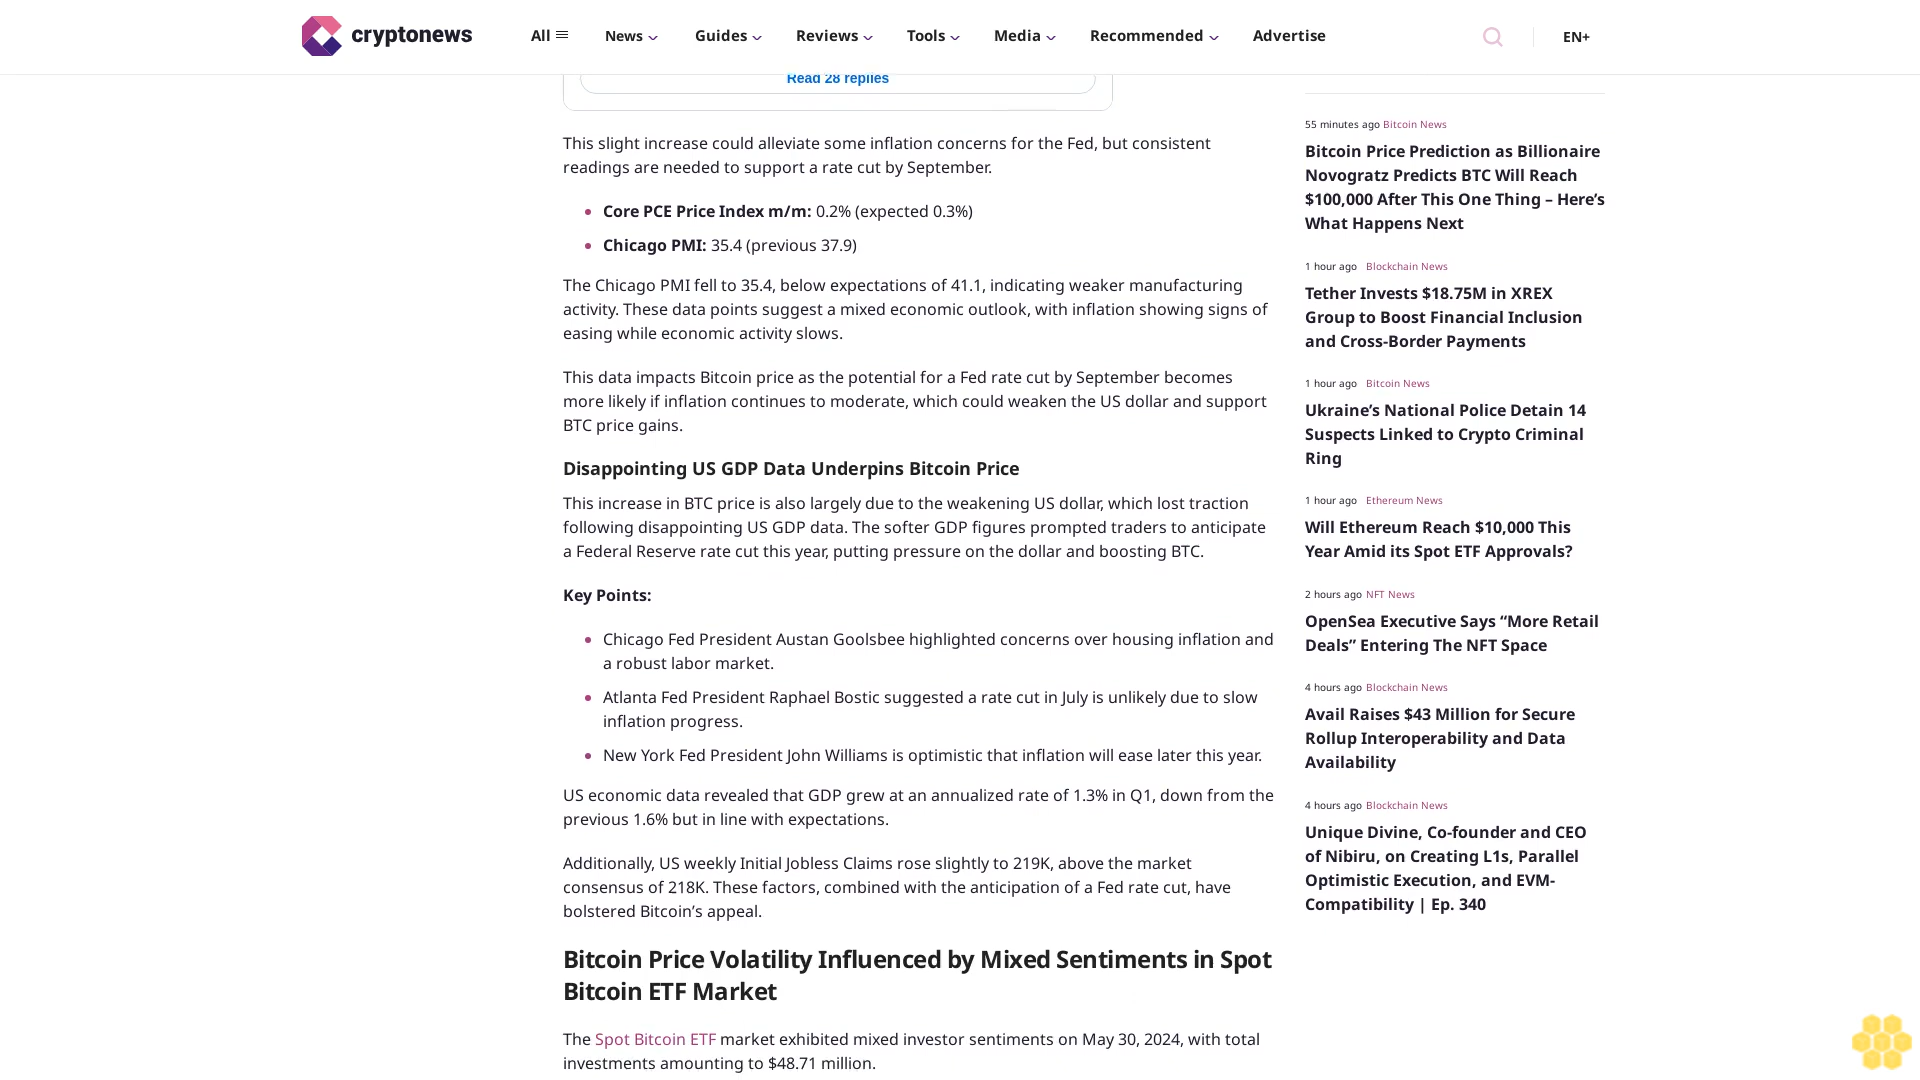 cryptonews
All
News
Guides
Reviews
Tools
Media
Recommended
Advertise
EN+
Read 28 replies
This slight increase could alleviate some inflation concerns for the Fed, but consistent
readings are needed to support a rate cut by September.
Core PCE Price Index m/m: 0.2% (expected 0.3%)
Chicago PMI: 35.4 (previous 37.9)
The Chicago PMI fell to 35.4, below expectations of 41.1, indicating weaker manufacturing
activity. These data points suggest a mixed economic outlook, with inflation showing signs of
easing while economic activity slows.
This data impacts Bitcoin price as the potential for a Fed rate cut by September becomes
more likely if inflation continues to moderate, which could weaken the US dollar and support
BTC price gains.
Disappointing US GDP Data Underpins Bitcoin Price
This increase in BTC price is also largely due to the weakening US dollar, which lost traction
following disappointing US GDP data. The softer GDP figures prompted traders to anticipate
a Federal Reserve rate cut this year, putting pressure on the dollar and boosting BTC.
Key Points:
Chicago Fed President Austan Goolsbee highlighted concerns over housing inflation and
a robust labor market.
Atlanta Fed President Raphael Bostic suggested a rate cut in July is unlikely due to slow
inflation progress.
New York Fed President John Williams is optimistic that inflation will ease later this year.
US economic data revealed that GDP grew at an annualized rate of 1.3% in Q1, down from the
previous 1.6% but in line with expectations.
Additionally, US weekly Initial Jobless Claims rose slightly to 219K, above the market
consensus of 218K. These factors, combined with the anticipation of a Fed rate cut, have
bolstered Bitcoin’s appeal.
Bitcoin Price Volatility Influenced by Mixed Sentiments in Spot
Bitcoin ETF Market
The Spot Bitcoin ETF market exhibited mixed investor sentiments on May 30, 2024, with total
investments amounting to $48.71 million.
55 minutes ago Bitcoin News
Bitcoin Price Prediction as Billionaire
Novogratz Predicts BTC Will Reach
$100,000 After This One Thing – Here’s
What Happens Next
1 hour ago Blockchain News
Tether Invests $18.75M in XREX
Group to Boost Financial Inclusion
and Cross-Border Payments
1 hour ago Bitcoin News
Ukraine’s National Police Detain 14
Suspects Linked to Crypto Criminal
Ring
1 hour ago Ethereum News
Will Ethereum Reach $10,000 This
Year Amid its Spot ETF Approvals?
2 hours ago NFT News
OpenSea Executive Says “More Retail
Deals” Entering The NFT Space
4 hours ago Blockchain News
Avail Raises $43 Million for Secure
Rollup Interoperability and Data
Availability
4 hours ago Blockchain News
Unique Divine, Co-founder and CEO
of Nibiru, on Creating L1s, Parallel
Optimistic Execution, and EVM-
Compatibility | Ep. 340